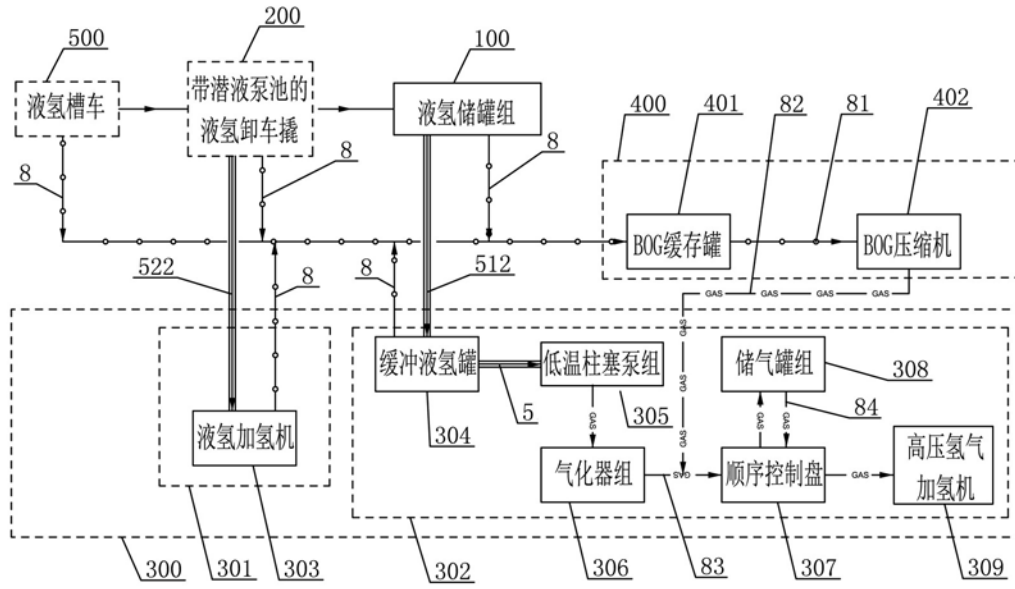 500
200
100
液氢槽车
带潜液泵池的
液氢卸车撬
液氢储罐组
400
401
82
81
402
8
8
8
BOG缓存罐
BOG压缩机
522
8
8
512
GAS
GAS
GAS
GAS
GAS
缓冲液氢罐
低温柱塞泵组
储气罐组
308
5
305
GAS
GAS
84
304
GAS
GAS
GAS
液氢加氢机
气化器组
GAS
顺序控制盘
GAS
高压氢气
加氢机
300
301
303
302
306
83
307
309